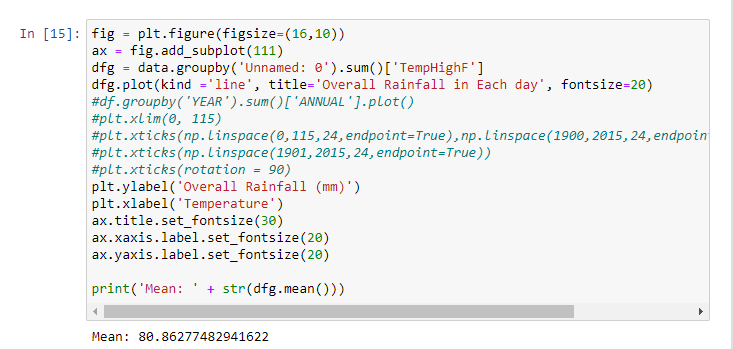 In [15]: fig = plt.figure(figsize=(16,10))
ax = fig.add_subplot(111)
dfg = data.groupby('Unnamed: 0').sum()['TempHighF']
dfg.plot(kind ='line', title='Overall Rainfall in Each day', fontsize=20)
#df.groupby('YEAR').sum()['ANNUAL'].plot()
#plt.xlim(0, 115)
#plt.xticks(np.linspace(0,115,24,endpoint=True),np.linspace(1900,2015,24,endpoin
#plt.xticks(np.linspace(1901,2015,24,endpoint=True))
#plt.xticks(rotation = 90)
plt.ylabel('Overall Rainfall (mm)')
plt.xlabel('Temperature')
ax.title.set_fontsize(30)
ax.xaxis.label.set_fontsize(20)
ax.yaxis.label.set_fontsize(20)
print('Mean: ' + str(dfg.mean()))
Mean: 80.86277482941622